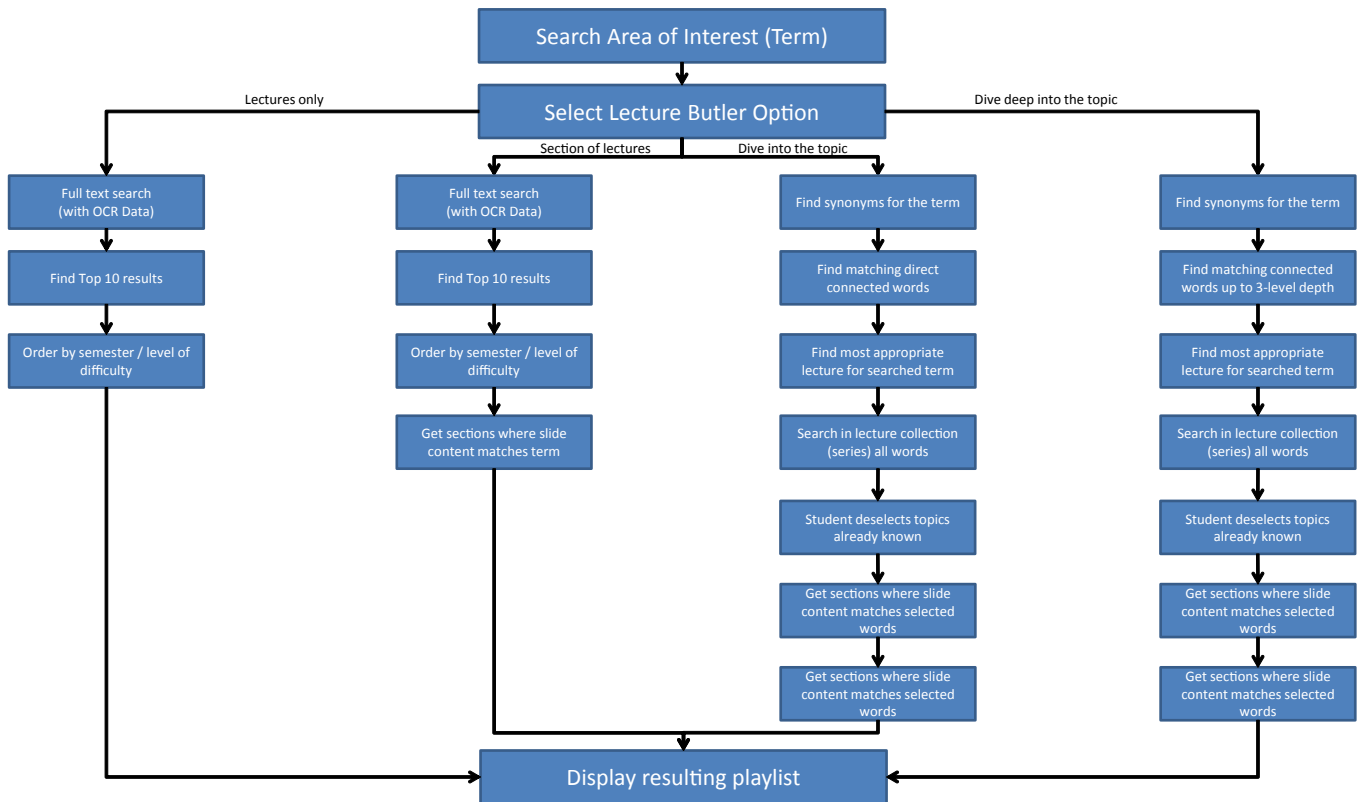 Search Area of Interest (Term)
Lectures only
Select Lecture Butler Option
Dive deep into the topic
Section of lectures
Dive into the topic
Full text search
(with OCR Data)
Find Top 10 results
Order by semester / level of
difficulty
Full text search
(with OCR Data)
Find Top 10 results
Order by semester / level of
difficulty
Get sections where slide
content matches term
Find synonyms for the term
Find matching direct
connected words
Find most appropriate
lecture for searched term
Search in lecture collection
(series) all words
Student deselects topics
already known
Get sections where slide
content matches selected
words
Get sections where slide
content matches selected
words
Find synonyms for the term
Find matching connected
words up to 3-level depth
Find most appropriate
lecture for searched term
Search in lecture collection
(series) all words
Student deselects topics
already known
Get sections where slide
content matches selected
words
Get sections where slide
content matches selected
words
Display resulting playlist